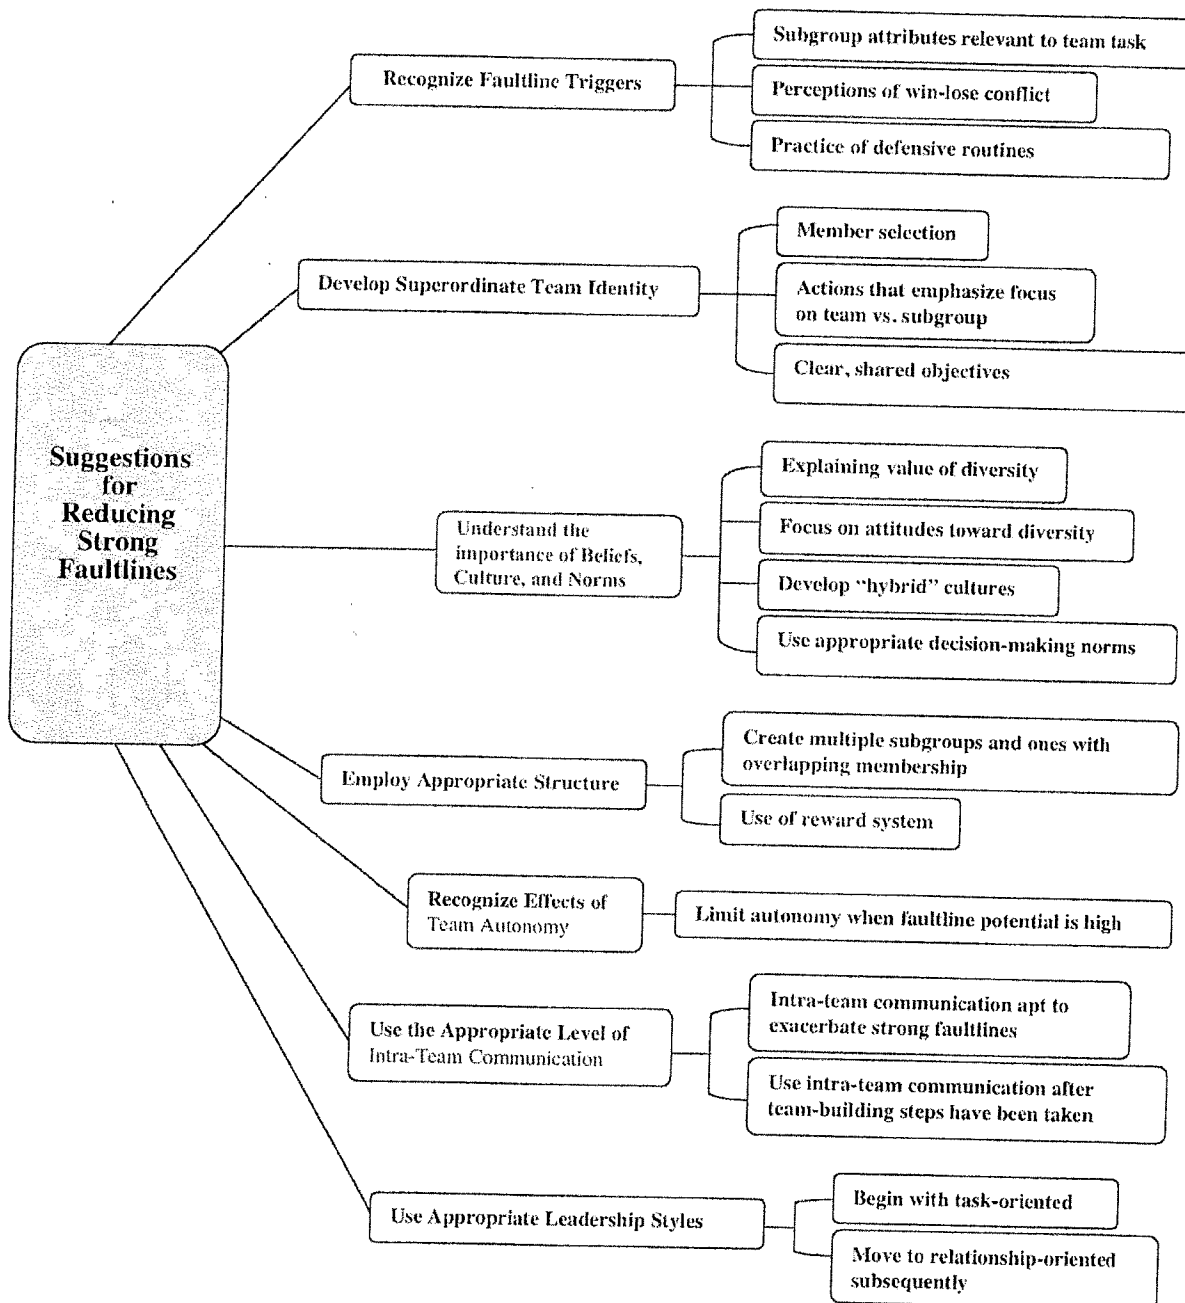 Suggestions
for
Reducing
Strong
Faultlines
Recognize Faultline Triggers
Subgroup attributes relevant to team task
Perceptions of win-lose conflict
Practice of defensive routines
Develop Superordinate Team Identity
Member selection
Actions that emphasize focus
on team vs. subgroup
Clear, shared objectives
Understand the
importance of Beliefs,
Culture, and Norms
Explaining value of diversity
Focus on attitudes toward diversity
Develop “hybrid” cultures
Use appropriate decision-making norms
Employ Appropriate Structure
Create multiple subgroups and ones with
overlapping membership
Use of reward system
Recognize Effects of
Team Autonomy
Limit autonomy when faultline potential is high
Use the Appropriate Level of
Intra-Team Communication
Intra-team communication apt to
exacerbate strong faultlines
Use intra-team communication after
team-building steps have been taken
Use Appropriate Leadership Styles
Begin with task-oriented
Move to relationship-oriented
subsequently